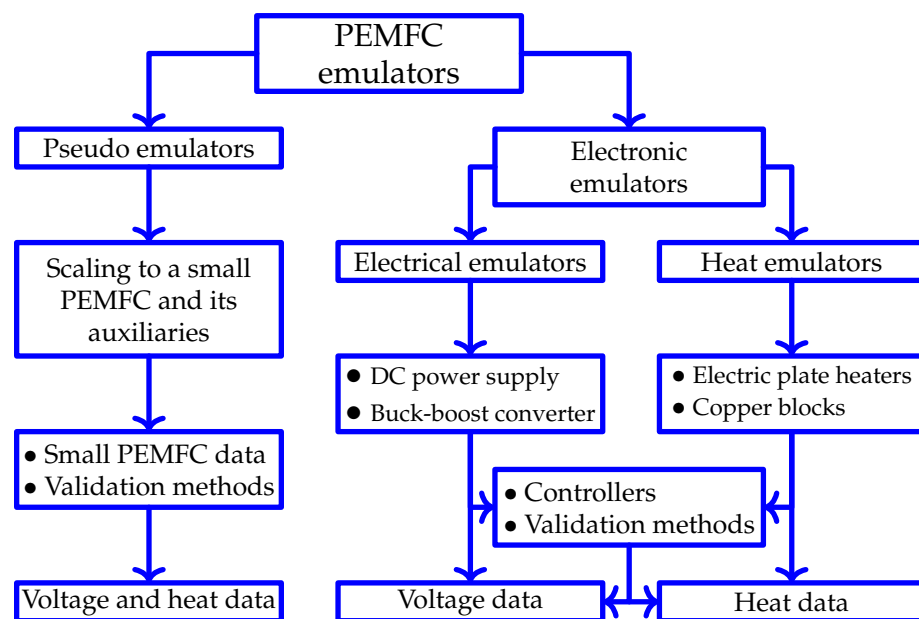 PEMFC
emulators
Pseudo emulators
Electronic
emulators
Scaling to a small
PEMFC and its
auxiliaries
Electrical emulators
Heat emulators
● DC power supply
● Buck-boost converter
● Electric plate heaters
● Copper blocks
● Small PEMFC data
● Validation methods
● Controllers
● Validation methods
Voltage and heat data
Voltage data
Heat data